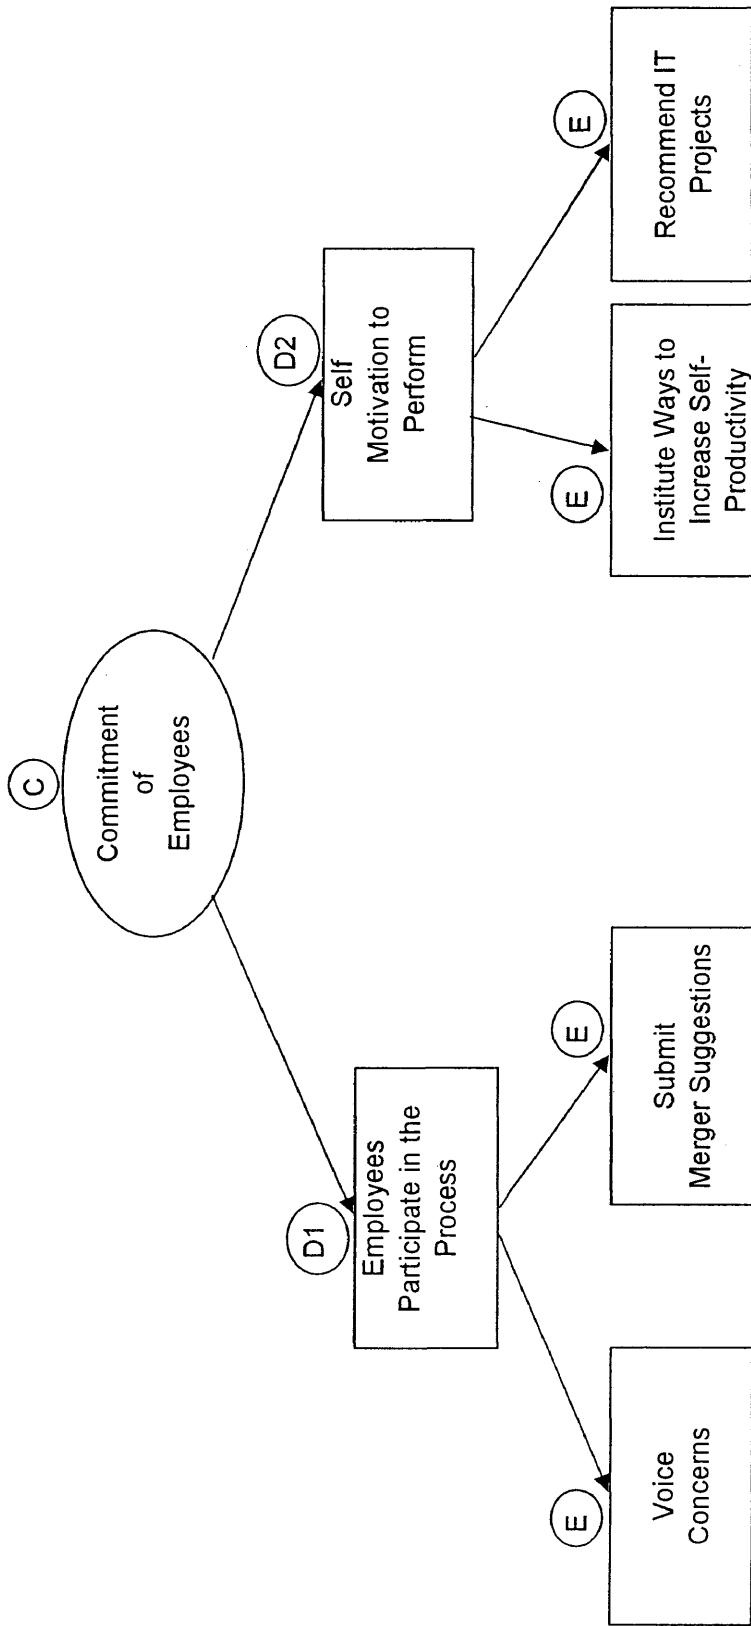 C
Commitment
of
Employees
D1
Employees
Participate in the
Process
D2
Self
Motivation to
Perform
E
Voice
Concerns
E
Submit
Merger Suggestions
E
Institute Ways to
Increase Self-
Productivity
E
Recommend IT
Projects